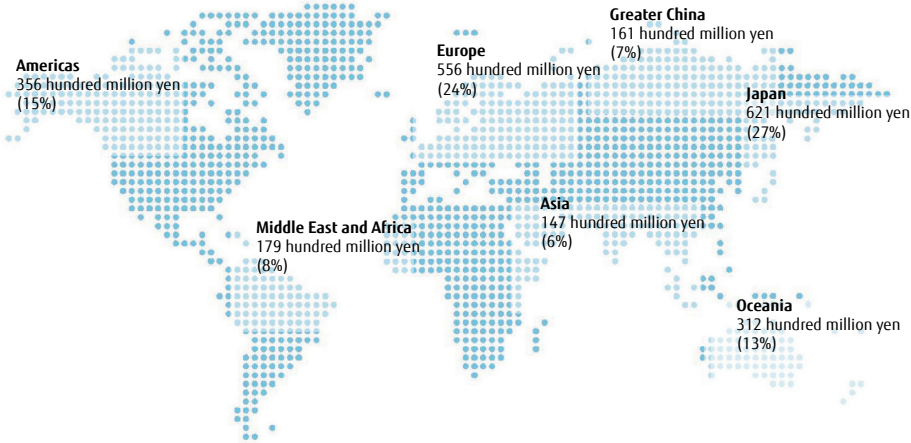 Greater China
161 hundred million yen
(7%)
Europe
556 hundred million yen
(24%)
Americas
356 hundred million yen
(15%)
Japan
621 hundred million yen
(27%)
Asia
147 hundred million yen
(6%)
Middle East and Africa
179 hundred million yen
(8%)
Oceania
312 hundred million yen
(13%)